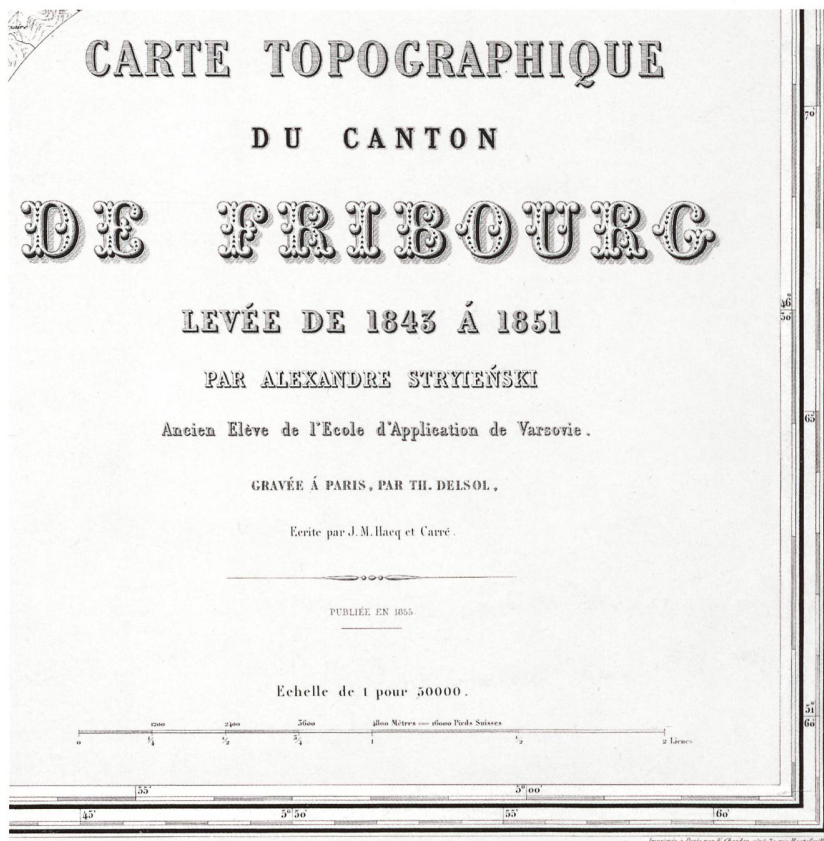 CARTE TOPOGRAPHIQUE
DU CANTON
DE FRIBOURG
LEVÉE DE 1843 Á 1851
PAR ALEXANDRE STRYIEŃSKI
Ancien Elève de l'Ecole d'Application de Varsovie.
GRAVÉE Á PARIS, PAR TH. DELSOL,
Ecrite par J. M. Hacq et Carré.
PUBLIÉE EN 1855
Echelle de 1 pour 50000.
1200 2400 3600 4800 Mètres — 16000 Pieds Suisses
0 ¼ ½ ¾ 1 ½ 2 Lieues
70'
46°
50'
65
51'
60
55' 5°00'
45' 5°50' 55' 60'